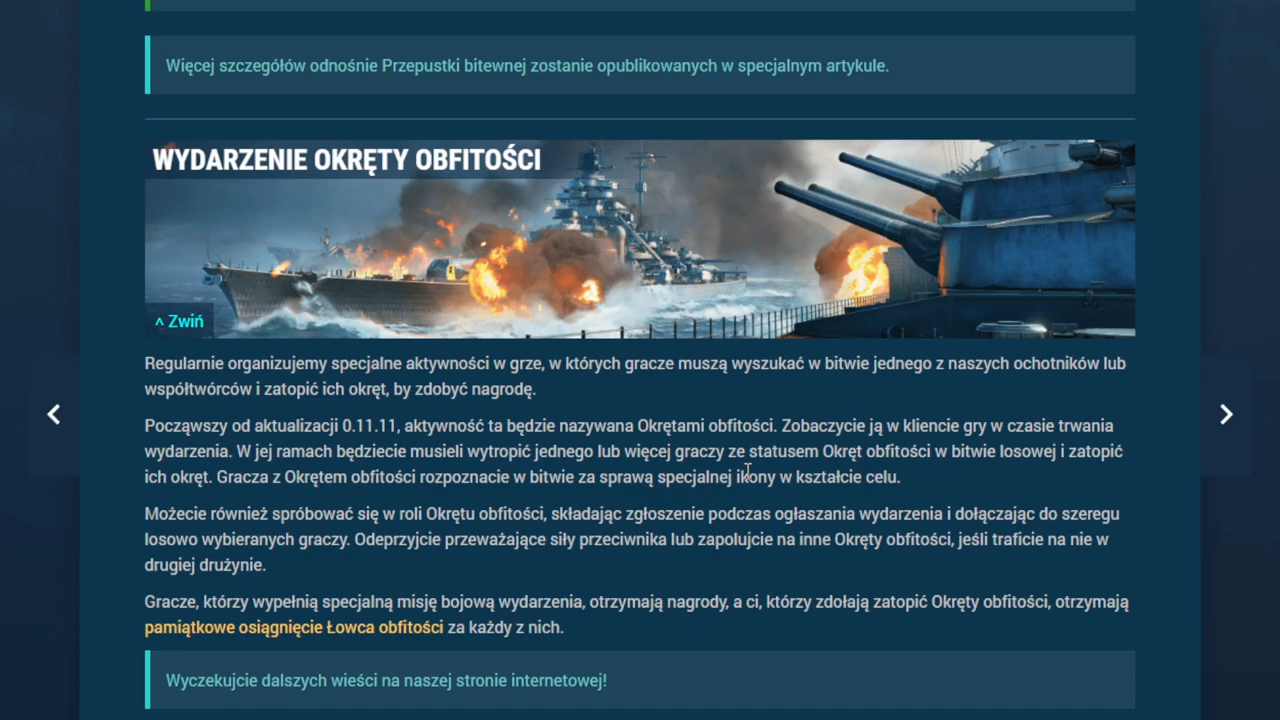 Więcej szczegółów odnośnie Przepustki bitewnej zostanie opublikowanych w specjalnym artykule.
WYDARZENIE OKRĘTY OBFITOŚCI
^ Zwiń
Regularnie organizujemy specjalne aktywności w grze, w których gracze muszą wyszukać w bitwie jednego z naszych ochotników lub
współtwórców i zatopić ich okręt, by zdobyć nagrodę.
Począwszy od aktualizacji 0.11.11, aktywność ta będzie nazywana Okrętami obfitości. Zobaczycie ją w kliencie gry w czasie trwania
wydarzenia. W jej ramach będziecie musieli wytropić jednego lub więcej graczy ze statusem Okręt obfitości w bitwie losowej i zatopić
ich okręt. Gracza z Okrętem obfitości rozpoznacie w bitwie za sprawą specjalnej ikony w kształcie celu.
Możecie również spróbować się w roli Okrętu obfitości, składając zgłoszenie podczas ogłaszania wydarzenia i dołączając do szeregu
losowo wybieranych graczy. Odeprzyjcie przeważające siły przeciwnika lub zapolujcie na inne Okręty obfitości, jeśli traficie na nie w
drugiej drużynie.
Gracze, którzy wypełnią specjalną misję bojową wydarzenia, otrzymają nagrody, a ci, którzy zdołają zatopić Okręty obfitości, otrzymają
pamiątkowe osiągnięcie Łowca obfitości za każdy z nich.
Wyczekujcie dalszych wieści na naszej stronie internetowej!